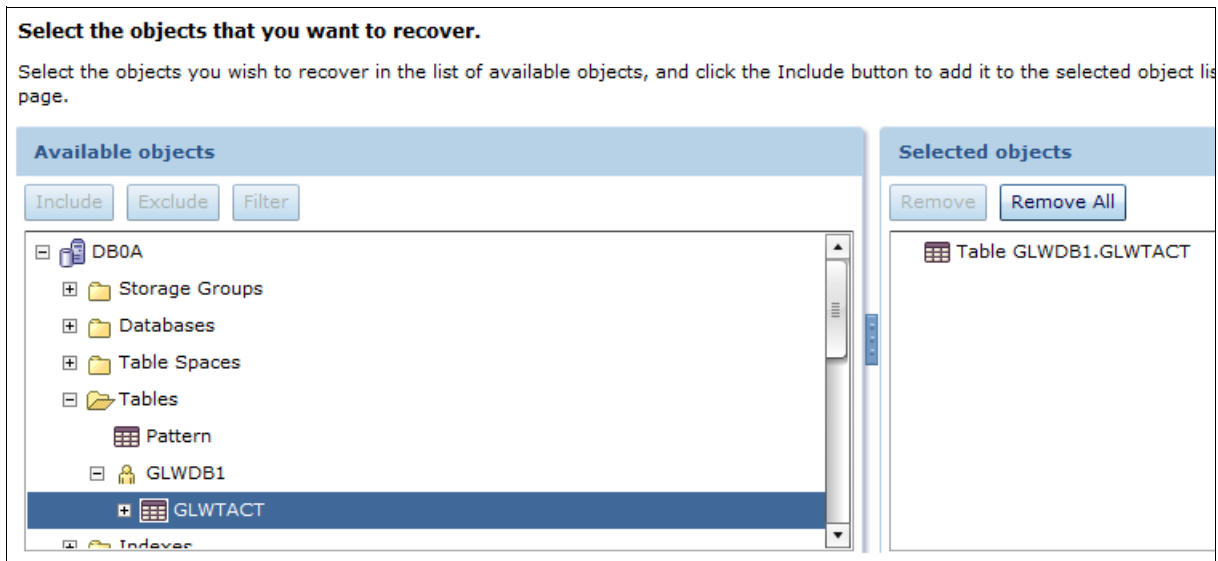 Select the objects that you want to recover.
Select the objects you wish to recover in the list of available objects, and click the Include button to add it to the selected object lis
page.
Available objects
Include Exclude Filter
DB0A
Storage Groups
Databases
Table Spaces
Tables
Pattern
GLWDB1
GLWTACT
Indexes
Selected objects
Remove Remove All
Table GLWDB1.GLWTACT